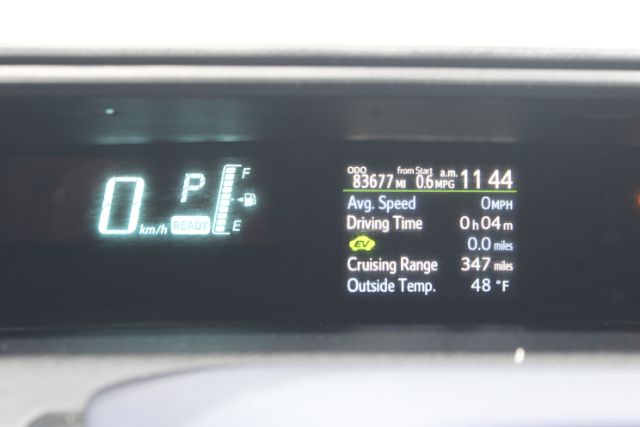 0 km/h
P
READY
F
E
ODO from Start a.m.
83677 MI 0.6 MPG 11 44
Avg. Speed 0 MPH
Driving Time 0 h 04 m
EV 0.0 miles
Cruising Range 347 miles
Outside Temp. 48 °F